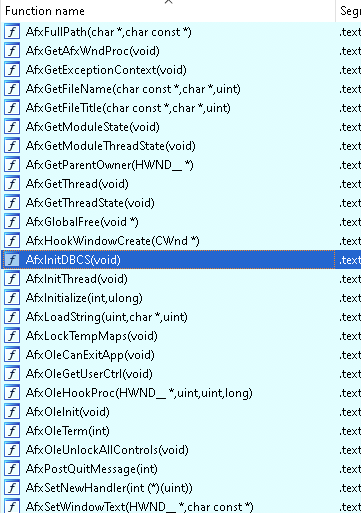 Function name Seg
AfxFullPath(char *,char const *) .text
AfxGetAfxWndProc(void) .text
AfxGetExceptionContext(void) .text
AfxGetFileName(char const *,char *,uint) .text
AfxGetFileTitle(char const *,char *,uint) .text
AfxGetModuleState(void) .text
AfxGetModuleThreadState(void) .text
AfxGetParentOwner(HWND__ *) .text
AfxGetThread(void) .text
AfxGetThreadState(void) .text
AfxGlobalFree(void *) .text
AfxHookWindowCreate(CWnd *) .text
AfxInitDBCS(void) .text
AfxInitThread(void) .text
AfxInitialize(int,ulong) .text
AfxLoadString(uint,char *,uint) .text
AfxLockTempMaps(void) .text
AfxOleCanExitApp(void) .text
AfxOleGetUserCtrl(void) .text
AfxOleHookProc(HWND__ *,uint,uint,long) .text
AfxOleInit(void) .text
AfxOleTerm(int) .text
AfxOleUnlockAllControls(void) .text
AfxPostQuitMessage(int) .text
AfxSetNewHandler(int (*)(uint)) .text
AfxSetWindowText(HWND__ *,char const *) .text